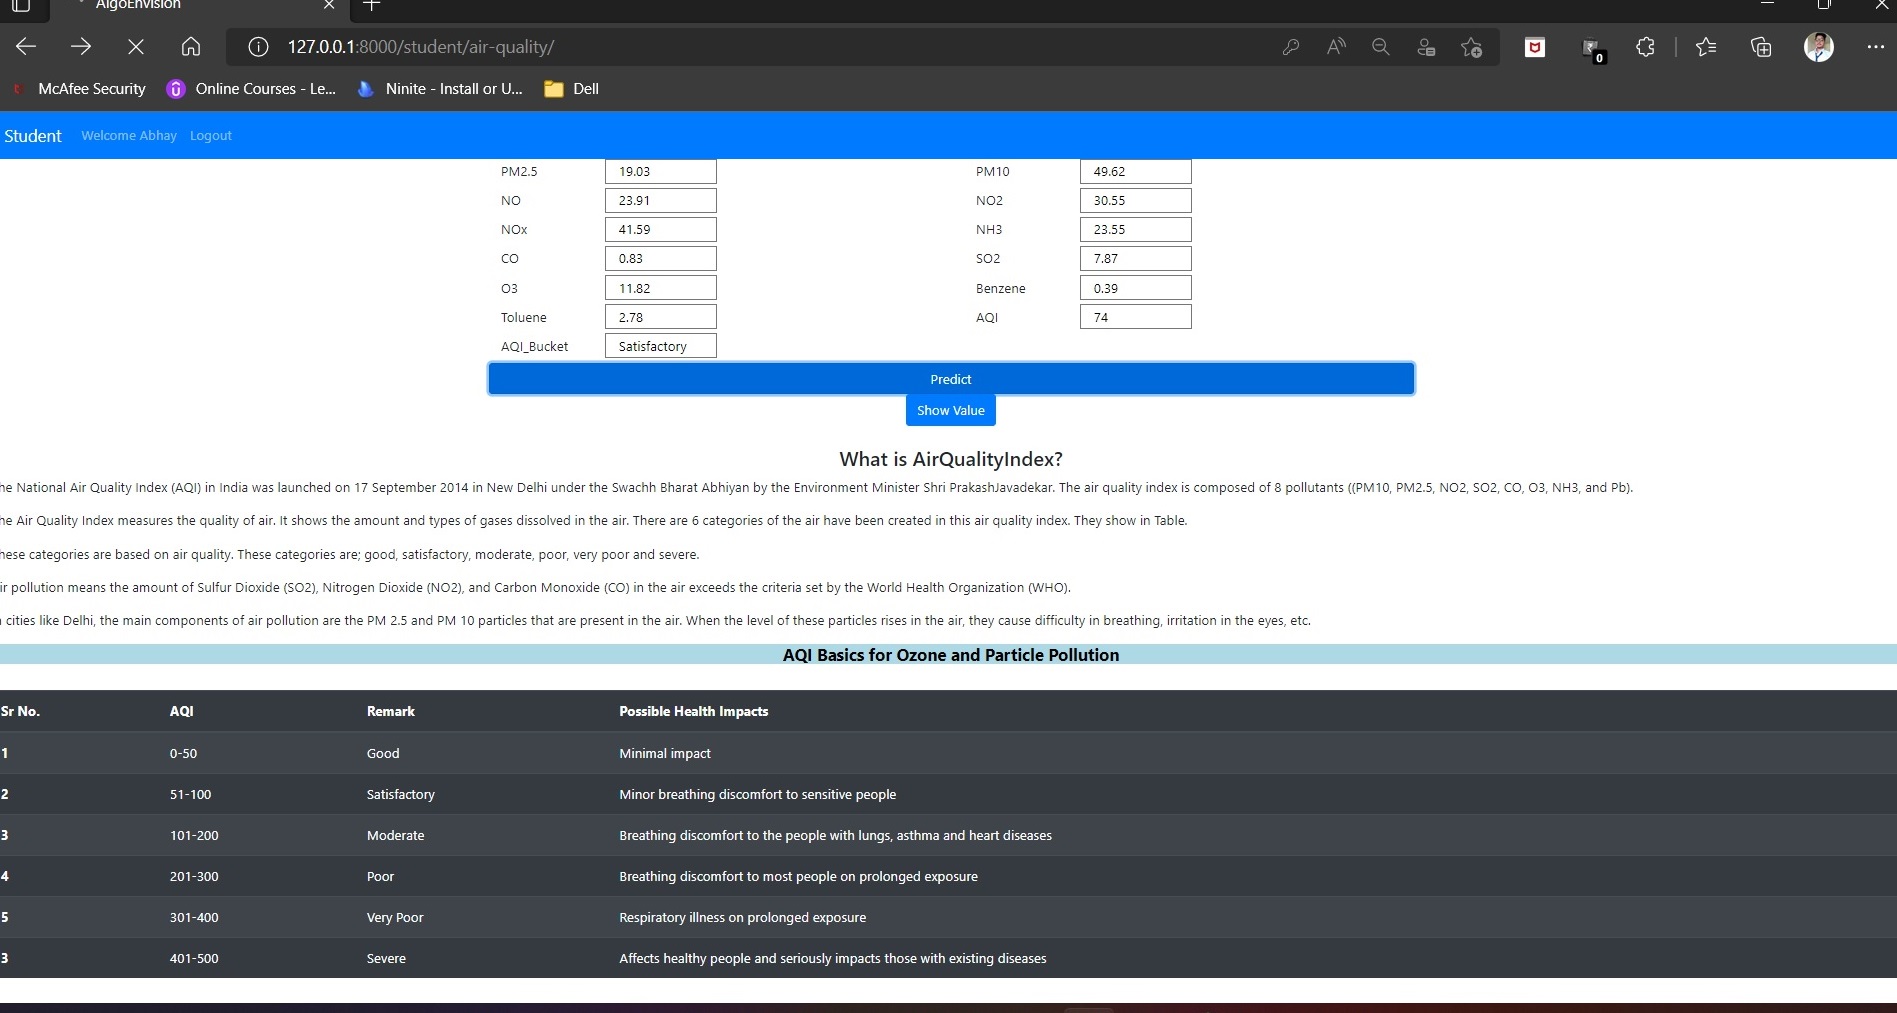 AlgoEnvision
127.0.0.1:8000/student/air-quality/
0
McAfee Security Online Courses - Le... Ninite - Install or U... Dell
Student Welcome Abhay Logout
PM2.5 19.03 PM10 49.62
NO 23.91 NO2 30.55
NOx 41.59 NH3 23.55
CO 0.83 SO2 7.87
O3 11.82 Benzene 0.39
Toluene 2.78 AQI 74
AQI_Bucket Satisfactory
Predict
Show Value
What is AirQualityIndex?
he National Air Quality Index (AQI) in India was launched on 17 September 2014 in New Delhi under the Swachh Bharat Abhiyan by the Environment Minister Shri PrakashJavadekar. The air quality index is composed of 8 pollutants ((PM10, PM2.5, NO2, SO2, CO, O3, NH3, and Pb).
he Air Quality Index measures the quality of air. It shows the amount and types of gases dissolved in the air. There are 6 categories of the air have been created in this air quality index. They show in Table.
hese categories are based on air quality. These categories are; good, satisfactory, moderate, poor, very poor and severe.
ir pollution means the amount of Sulfur Dioxide (SO2), Nitrogen Dioxide (NO2), and Carbon Monoxide (CO) in the air exceeds the criteria set by the World Health Organization (WHO).
cities like Delhi, the main components of air pollution are the PM 2.5 and PM 10 particles that are present in the air. When the level of these particles rises in the air, they cause difficulty in breathing, irritation in the eyes, etc.
AQI Basics for Ozone and Particle Pollution
Sr No. AQI Remark Possible Health Impacts
1 0-50 Good Minimal impact
2 51-100 Satisfactory Minor breathing discomfort to sensitive people
3 101-200 Moderate Breathing discomfort to the people with lungs, asthma and heart diseases
4 201-300 Poor Breathing discomfort to most people on prolonged exposure
5 301-400 Very Poor Respiratory illness on prolonged exposure
3 401-500 Severe Affects healthy people and seriously impacts those with existing diseases